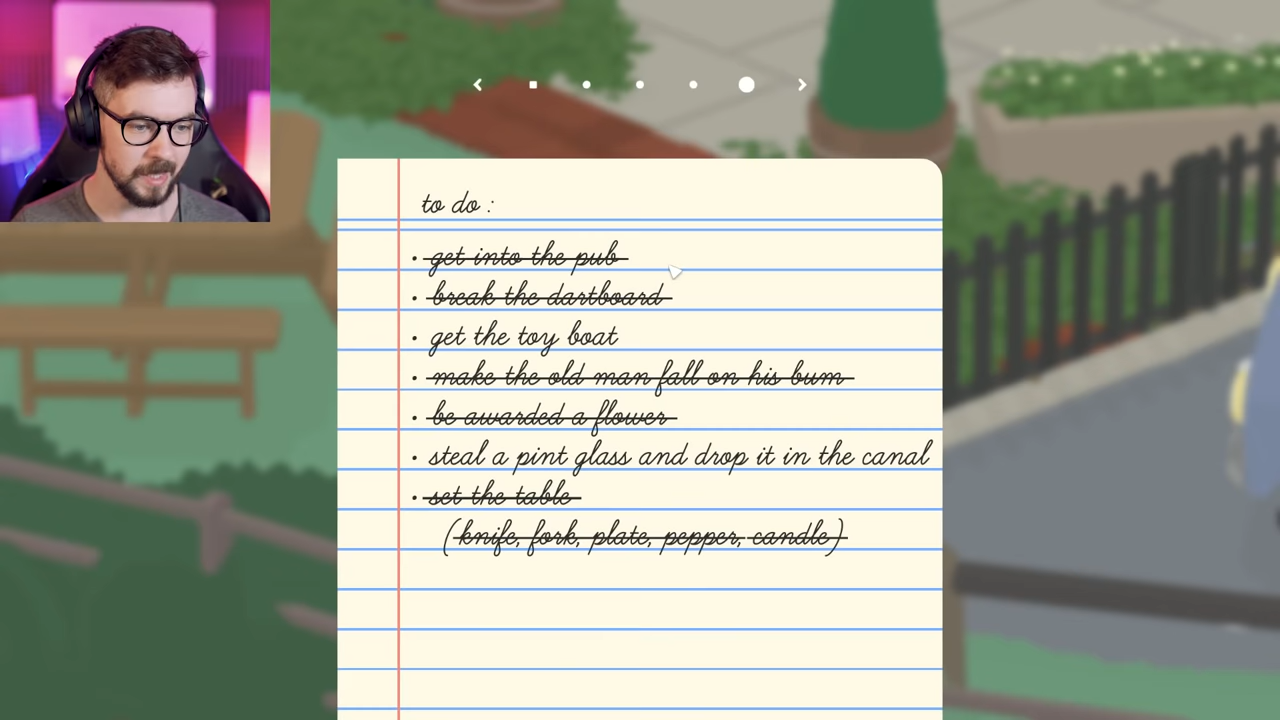 to do :
• get into the pub
• break the dartboard
• get the toy boat
• make the old man fall on his bum
• be awarded a flower
• steal a pint glass and drop it in the canal
• set the table
(knife, fork, plate, pepper, candle)